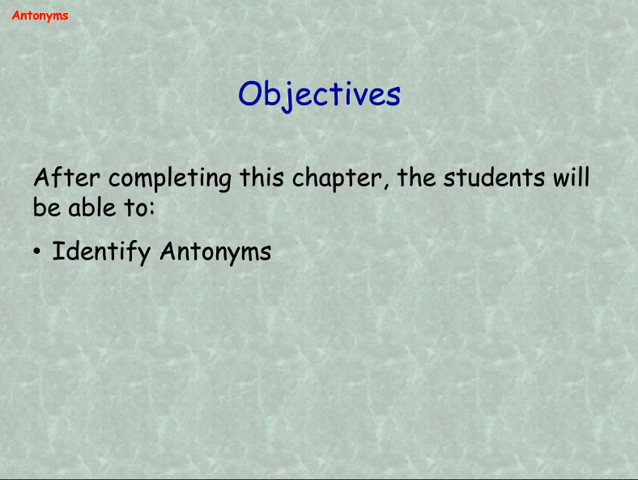 Antonyms
Objectives
After completing this chapter, the students will
be able to:
• Identify Antonyms